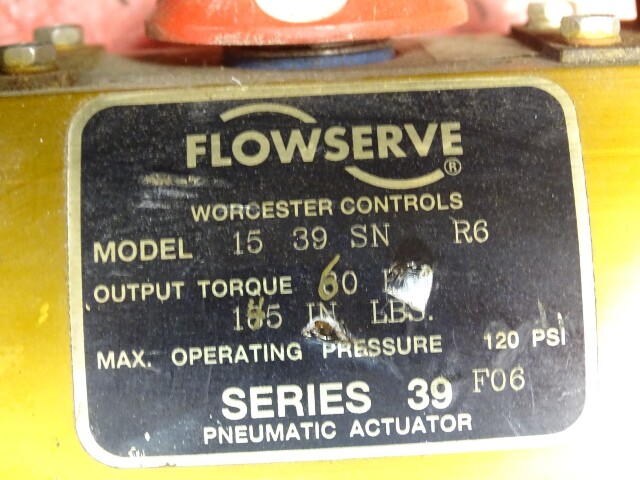 FLOWSERVE®
WORCESTER CONTROLS
MODEL 15 39 SN R6
OUTPUT TORQUE 60
IN LBS.
MAX. OPERATING PRESSURE 120 PSI
SERIES 39 F06
PNEUMATIC ACTUATOR